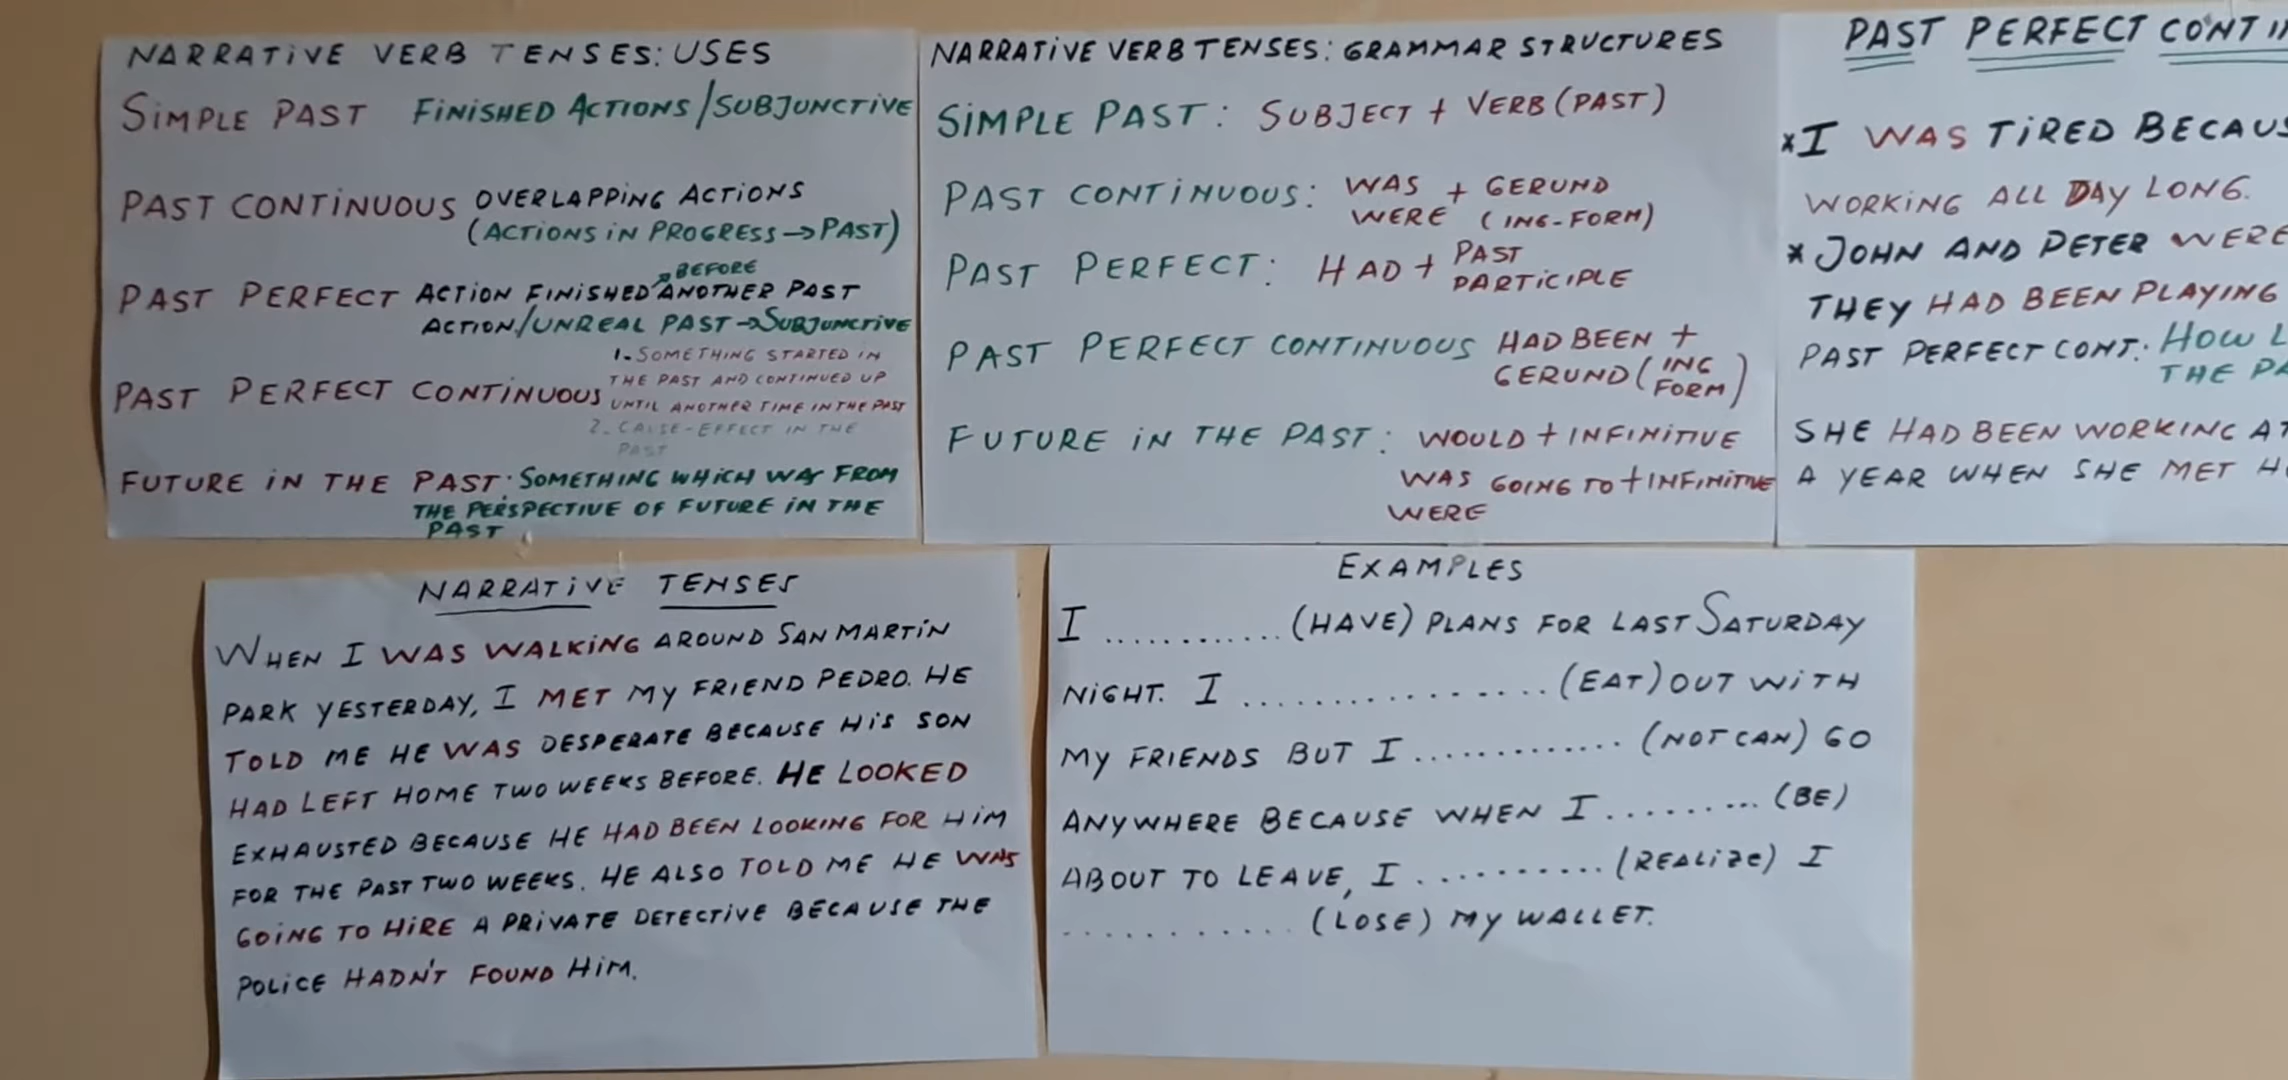 NARRATIVE VERB TENSES: USES
SIMPLE PAST FINISHED ACTIONS/SUBJUNCTIVE
PAST CONTINUOUS OVERLAPPING ACTIONS
(ACTIONS IN PROGRESS → PAST)
BEFORE
PAST PERFECT ACTION FINISHED ANOTHER PAST
ACTION/UNREAL PAST → SUBJUNCTIVE
1. SOMETHING STARTED IN
THE PAST AND CONTINUED UP
PAST PERFECT CONTINUOUS UNTIL ANOTHER TIME IN THE PAST
2. CAUSE-EFFECT IN THE
PAST
FUTURE IN THE PAST: SOMETHING WHICH WAS FROM
THE PERSPECTIVE OF FUTURE IN THE
PAST
NARRATIVE VERB TENSES: GRAMMAR STRUCTURES
SIMPLE PAST: SUBJECT + VERB (PAST)
PAST CONTINUOUS: WAS + GERUND
WERE (ING-FORM)
PAST PERFECT: HAD + PAST
PARTICIPLE
PAST PERFECT CONTINUOUS HAD BEEN +
GERUND (ING
FORM)
FUTURE IN THE PAST: WOULD + INFINITIVE
WAS GOING TO + INFINITIVE
WERE
PAST PERFECT CONTI
*I WAS TIRED BECAUS
WORKING ALL DAY LONG.
* JOHN AND PETER WERE
THEY HAD BEEN PLAYING
PAST PERFECT CONT: HOW L
THE PA
SHE HAD BEEN WORKING AT
A YEAR WHEN SHE MET H
NARRATIVE TENSES
WHEN I WAS WALKING AROUND SAN MARTIN
PARK YESTERDAY, I MET MY FRIEND PEDRO. HE
TOLD ME HE WAS DESPERATE BECAUSE HIS SON
HAD LEFT HOME TWO WEEKS BEFORE. HE LOOKED
EXHAUSTED BECAUSE HE HAD BEEN LOOKING FOR HIM
FOR THE PAST TWO WEEKS. HE ALSO TOLD ME HE WAS
GOING TO HIRE A PRIVATE DETECTIVE BECAUSE THE
POLICE HADN'T FOUND HIM.
EXAMPLES
I ............ (HAVE) PLANS FOR LAST SATURDAY
NIGHT. I ................ (EAT) OUT WITH
MY FRIENDS BUT I ............. (NOT CAN) GO
ANYWHERE BECAUSE WHEN I ......... (BE)
ABOUT TO LEAVE, I .......... (REALIZE) I
............ (LOSE) MY WALLET.